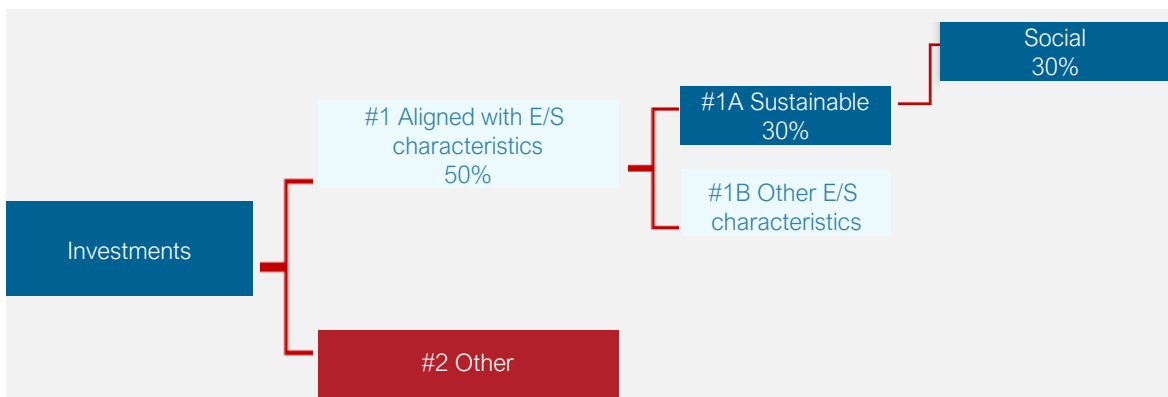 Social
30%
#1A Sustainable
30%
#1 Aligned with E/S
characteristics
50%
#1B Other E/S
characteristics
Investments
#2 Other